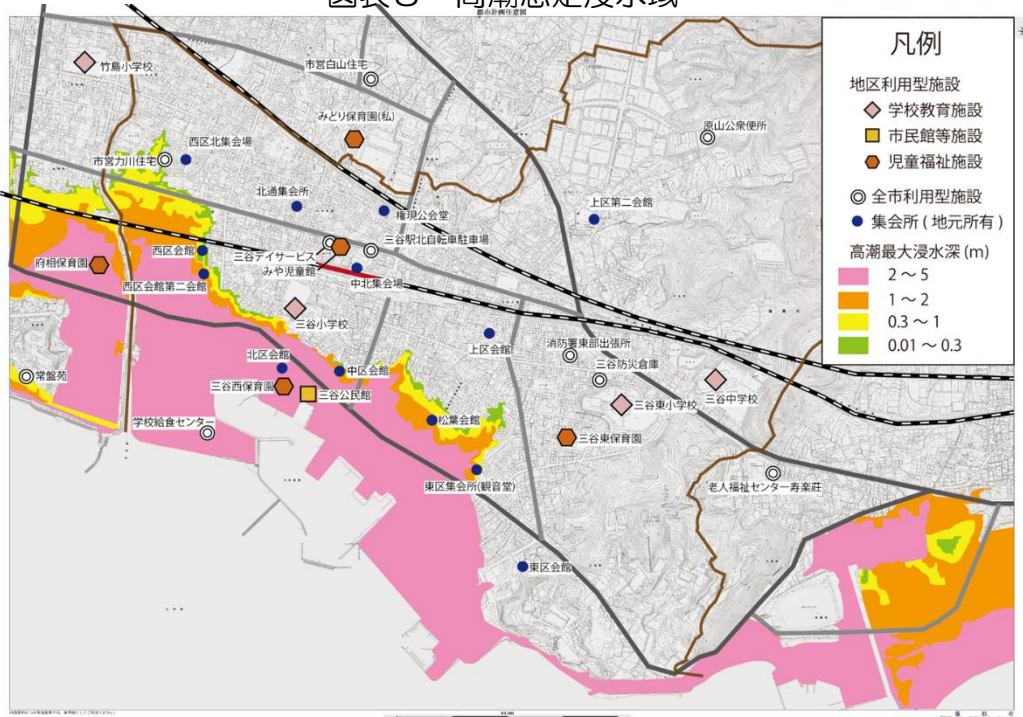 都市計画任意図
凡例
地区利用型施設
学校教育施設
市民館等施設
児童福祉施設
全市利用型施設
集会所(地元所有)
高潮最大浸水深(m)
2～5
1～2
0.3～1
0.01～0.3
竹島小学校
市営白山住宅
みどり保育園(私)
原山公衆便所
西区北集会場
市営力川住宅
北通集会所
権現公会堂
上区第二会館
三谷駅北自転車駐車場
三谷デイサービス
みや児童館
西区会館
府相保育園
西区会館第二会館
中北集会場
三谷小学校
上区会館
消防署東部出張所
三谷防災倉庫
北区会館
中区会館
常盤苑
三谷西保育園
三谷公民館
三谷中学校
三谷東小学校
松葉会館
学校給食センター
三谷東保育園
東区集会所(観音堂)
老人福祉センター寿楽荘
東区会館